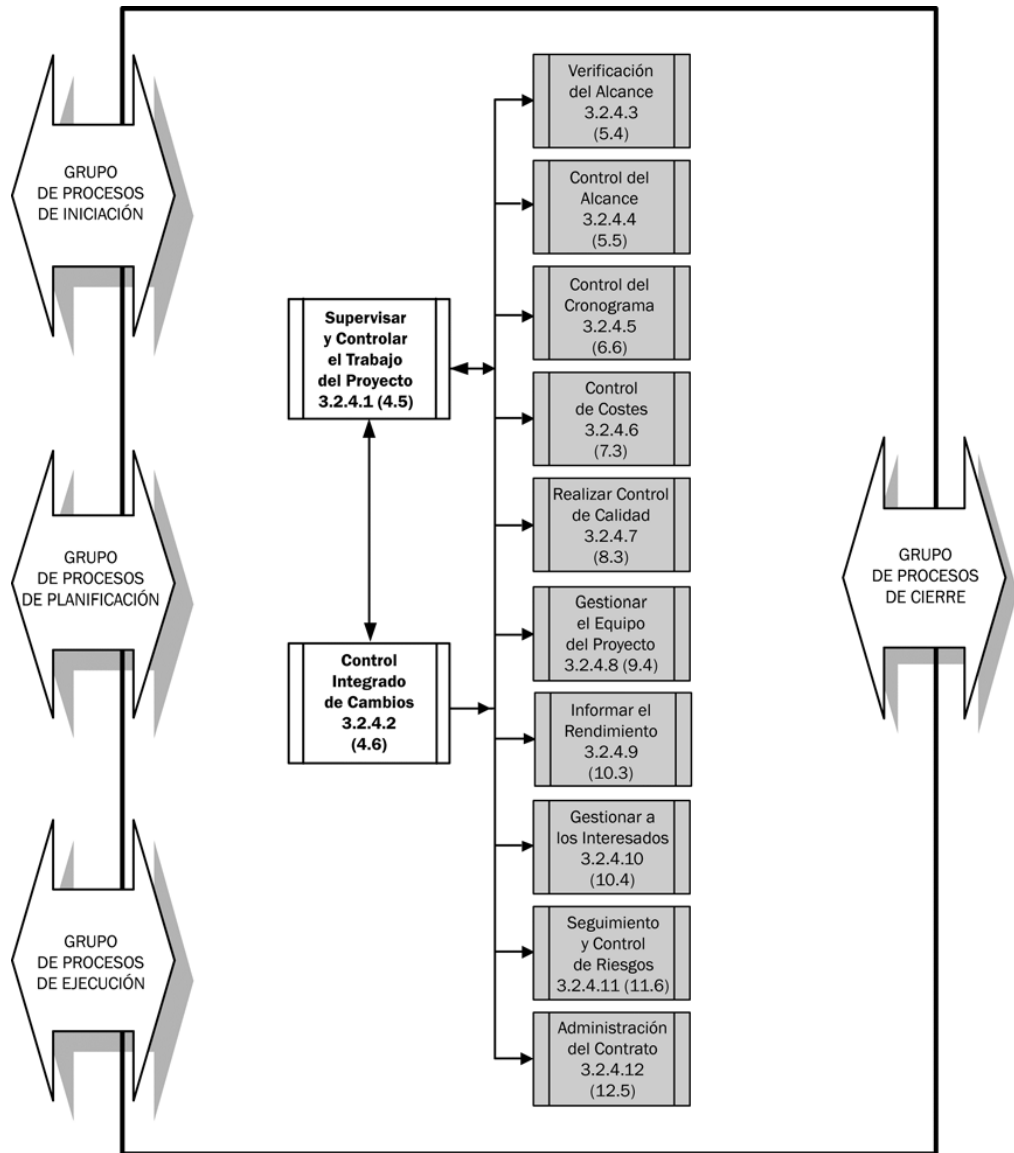 GRUPO
DE PROCESOS
DE INICIACIÓN
GRUPO
DE PROCESOS
DE PLANIFICACIÓN
GRUPO
DE PROCESOS
DE EJECUCIÓN
Supervisar
y Controlar
el Trabajo
del Proyecto
3.2.4.1 (4.5)
Control
Integrado
de Cambios
3.2.4.2
(4.6)
Verificación
del Alcance
3.2.4.3
(5.4)
Control del
Alcance
3.2.4.4
(5.5)
Control del
Cronograma
3.2.4.5
(6.6)
Control
de Costes
3.2.4.6
(7.3)
Realizar Control
de Calidad
3.2.4.7
(8.3)
Gestionar
el Equipo
del Proyecto
3.2.4.8 (9.4)
Informar el
Rendimiento
3.2.4.9
(10.3)
Gestionar a
los Interesados
3.2.4.10
(10.4)
Seguimiento
y Control
de Riesgos
3.2.4.11 (11.6)
Administración
del Contrato
3.2.4.12
(12.5)
GRUPO
DE PROCESOS
DE CIERRE